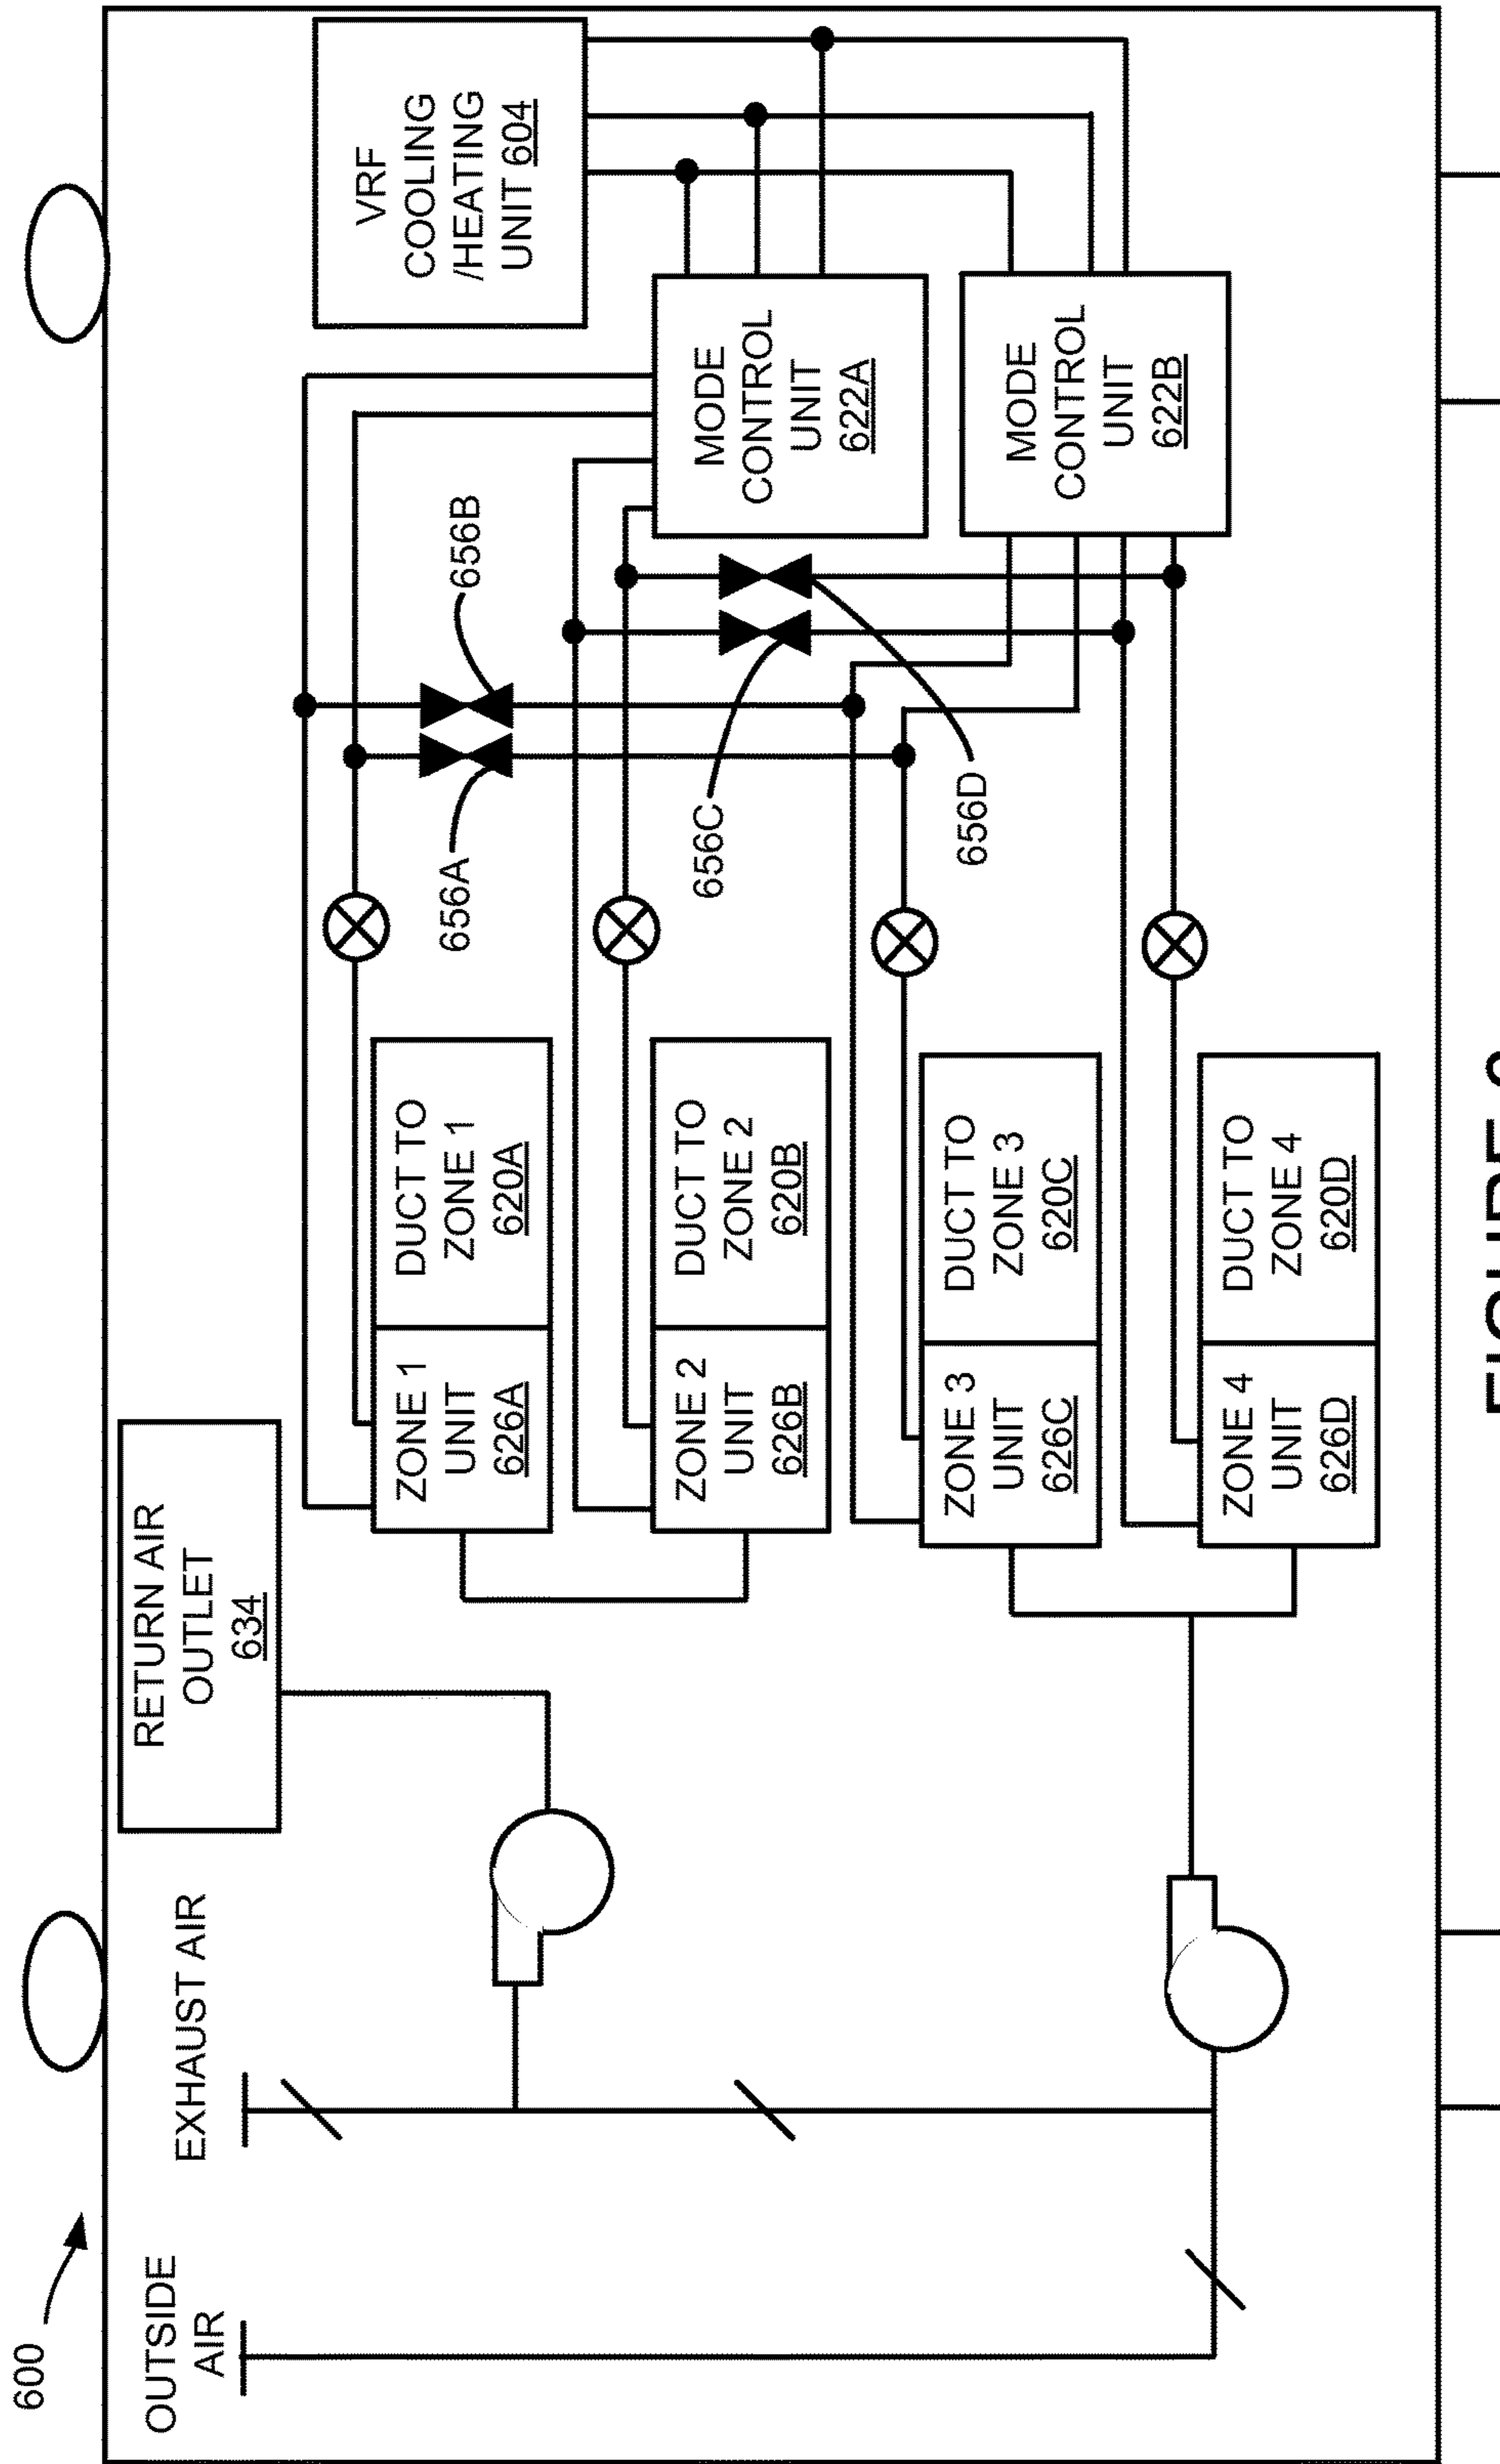 600
OUTSIDE
AIR
EXHAUST AIR
RETURN AIR
OUTLET
634
ZONE 1
UNIT
626A
DUCT TO
ZONE 1
620A
656A
656B
VRF
COOLING
/HEATING
UNIT 604
ZONE 2
UNIT
626B
DUCT TO
ZONE 2
620B
656C
MODE
CONTROL
UNIT
622A
ZONE 3
UNIT
626C
DUCT TO
ZONE 3
620C
656D
MODE
CONTROL
UNIT
622B
ZONE 4
UNIT
626D
DUCT TO
ZONE 4
620D